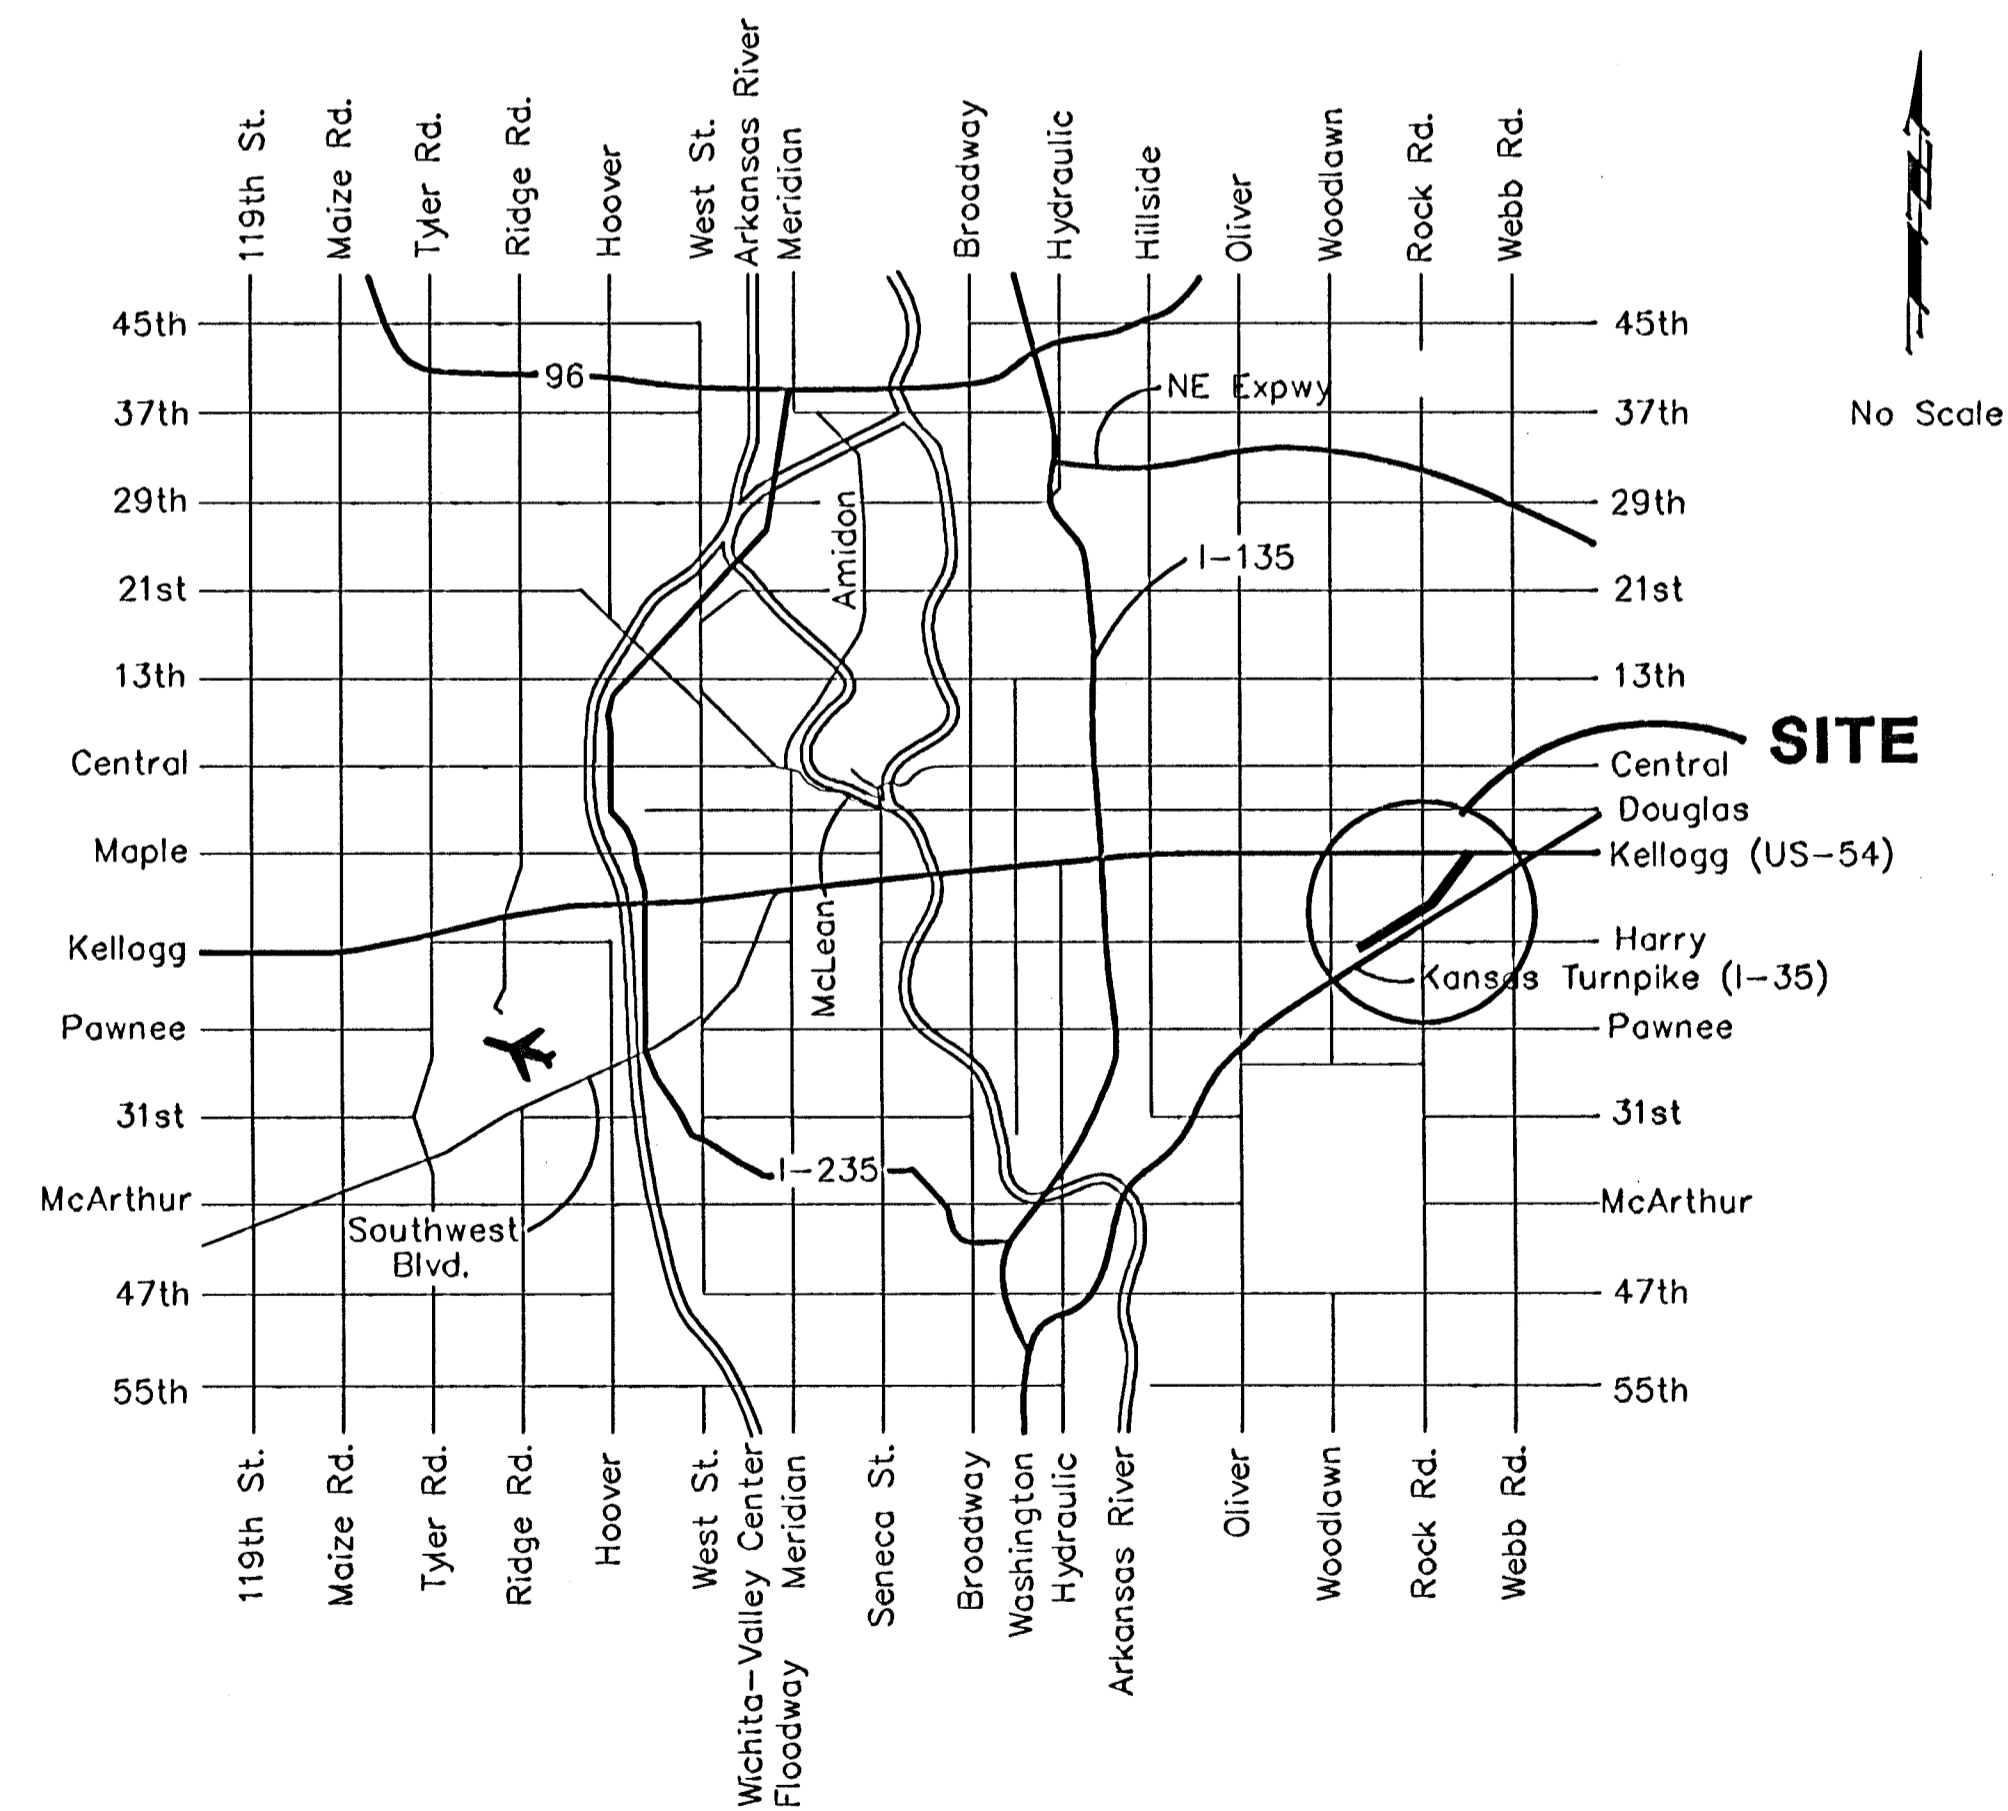 119th St.
Maize Rd.
Tyler Rd.
Ridge Rd.
Hoover
West St.
Arkansas River
Meridian
Broadway
Hydraulic
Hillside
Oliver
Woodlawn
Rock Rd.
Webb Rd.
45th
45th
96
NE Expwy
37th
37th
No Scale
29th
29th
Amidon
I-135
21st
21st
13th
13th
SITE
Central
Central
Douglas
Maple
Kellogg (US-54)
McLean
Kellogg
Harry
Kansas Turnpike (I-35)
Pawnee
Pawnee
31st
31st
I-235
McArthur
McArthur
Southwest
Blvd.
47th
47th
55th
55th
119th St.
Maize Rd.
Tyler Rd.
Ridge Rd.
Hoover
West St.
Wichita-Valley Center
Floodway
Meridian
Seneca St.
Broadway
Washington
Hydraulic
Arkansas River
Oliver
Woodlawn
Rock Rd.
Webb Rd.